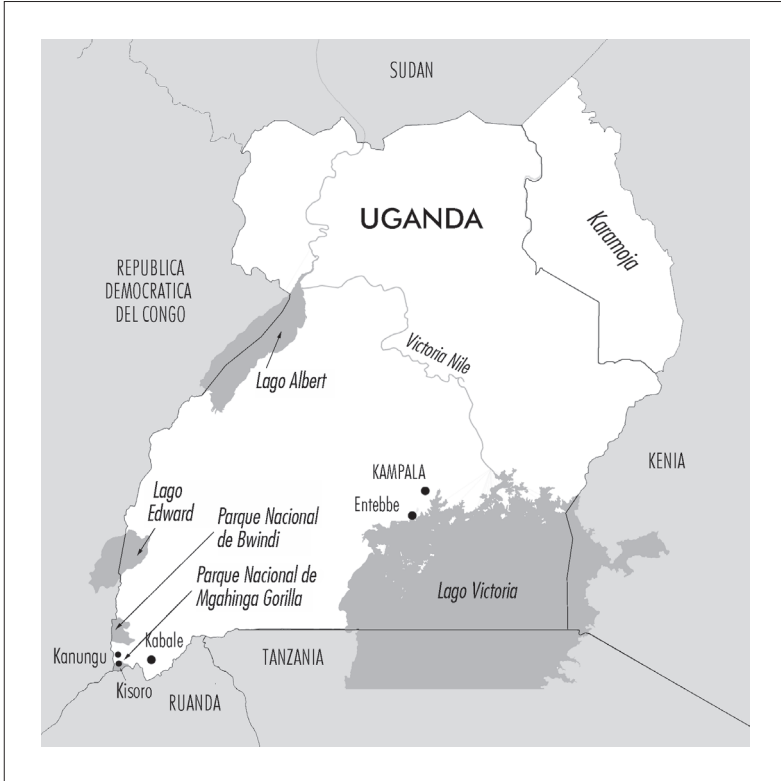 SUDAN
UGANDA
Karamoja
REPUBLICA
DEMOCRATICA
DEL CONGO
Victoria Nile
Lago Albert
KENIA
KAMPALA
Entebbe
Lago
Edward
Parque Nacional
de Bwindi
Parque Nacional de
Mgahinga Gorilla
Lago Victoria
Kabale
Kanungu
Kisoro
TANZANIA
RUANDA